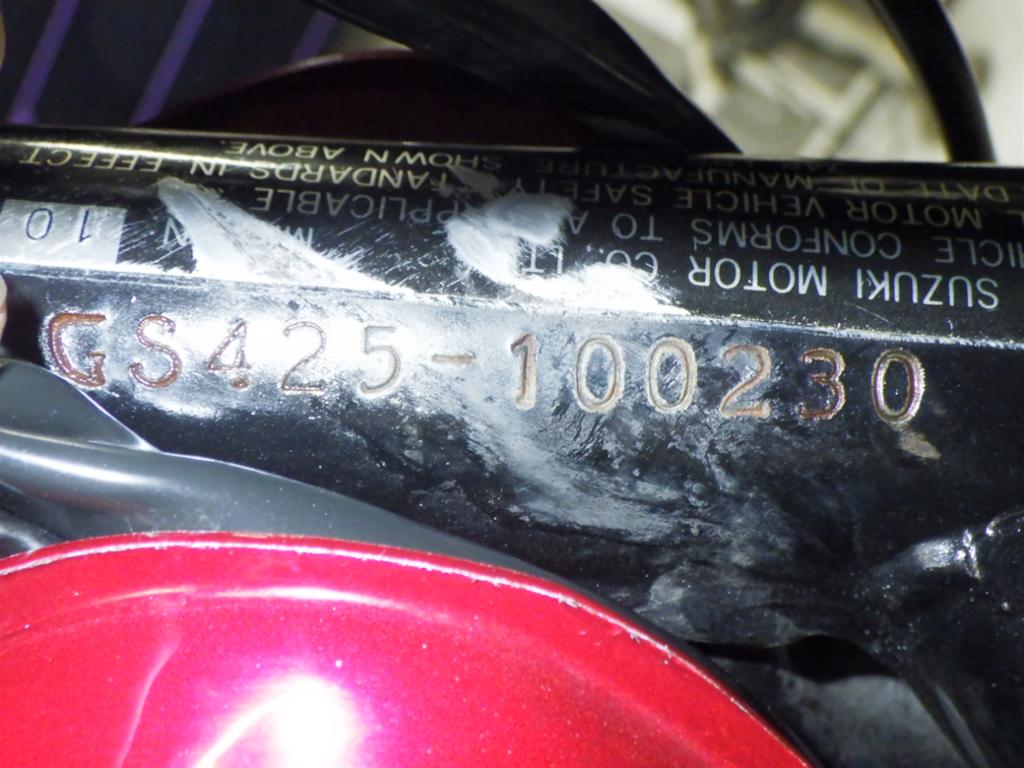 SUZUKI MOTOR CO., 10
CONFORMS TO APPLICABLE
MOTOR VEHICLE SAFETY STANDARDS IN EFFECT
DATE OF MANUFACTURE SHOWN ABOVE.
GS425-100230